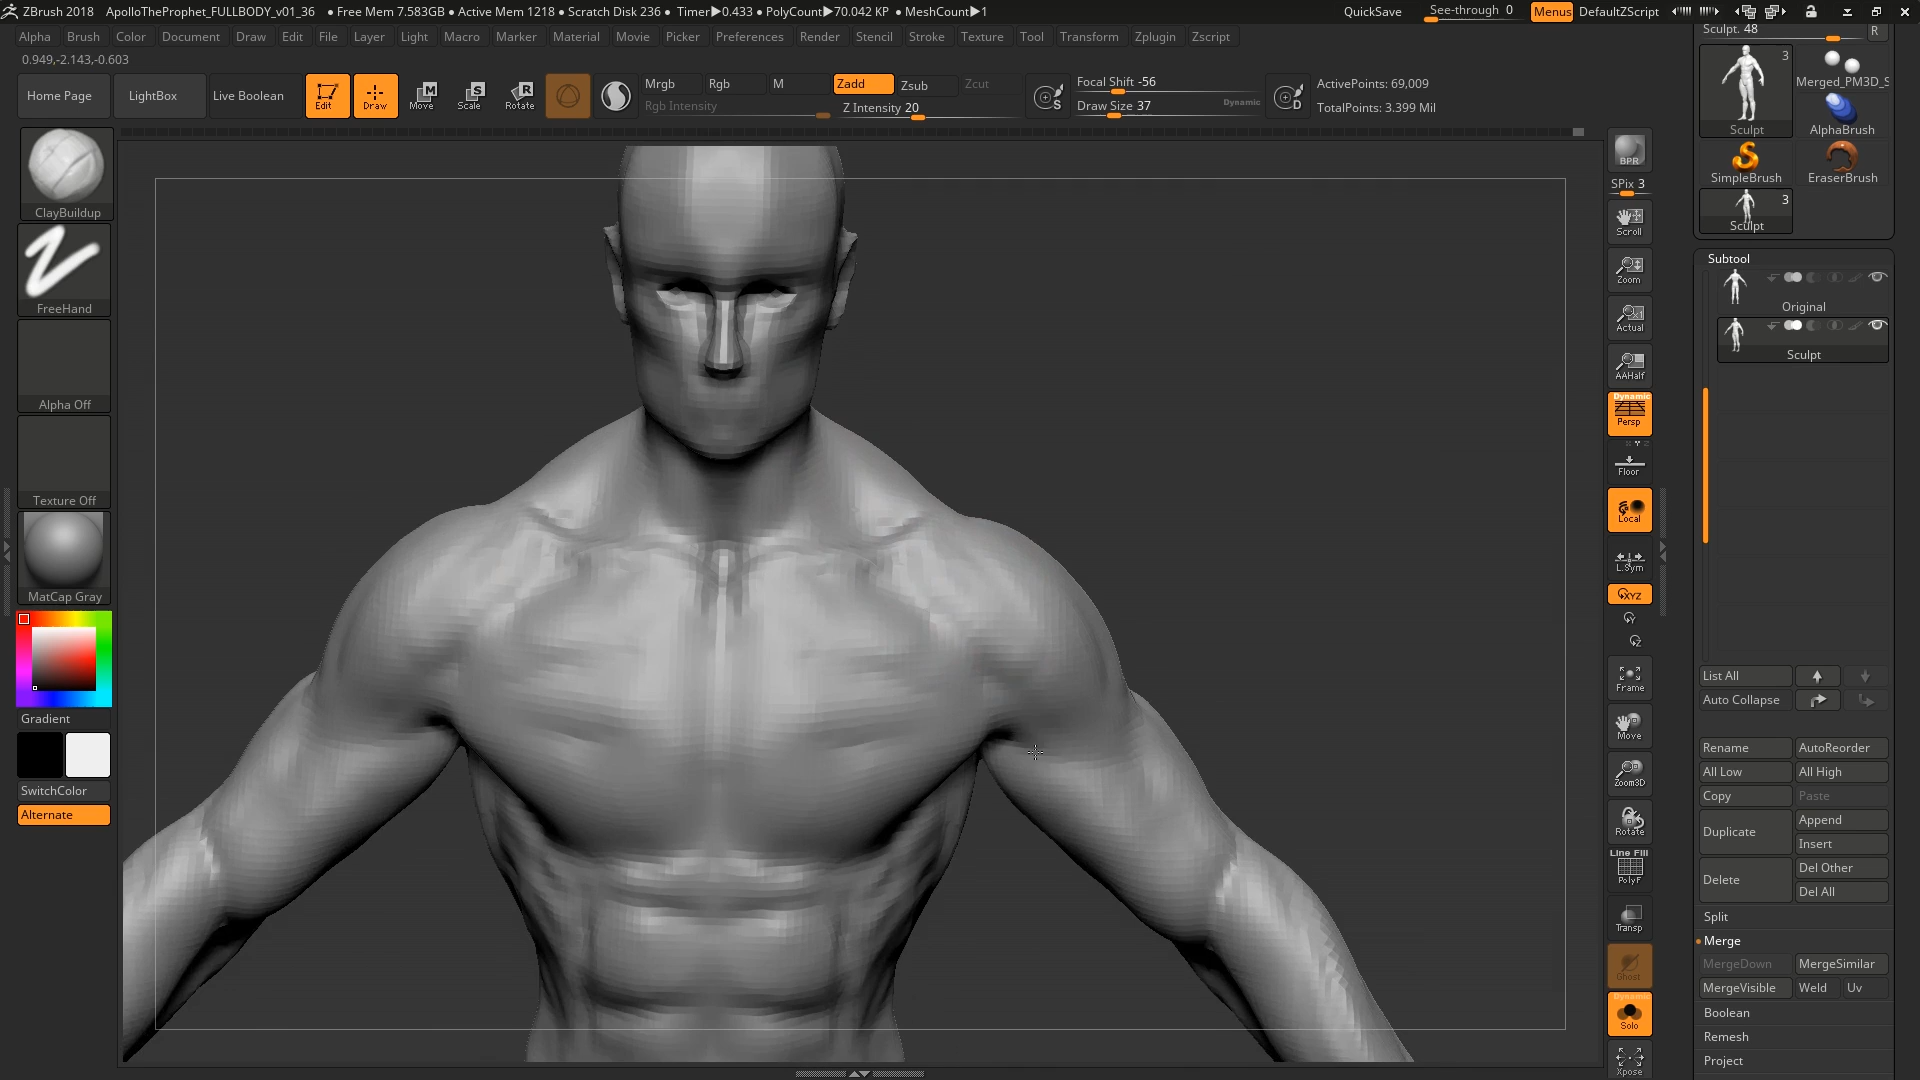 ZBrush 2018 ApolloTheProphet_FULLBODY_v01_36 • Free Mem 7.583GB • Active Mem 1218 • Scratch Disk 236 • Timer▶0.433 • PolyCount▶70.042 KP • MeshCount▶1 QuickSave See-through 0 Menus DefaultZScript
Alpha Brush Color Document Draw Edit File Layer Light Macro Marker Material Movie Picker Preferences Render Stencil Stroke Texture Tool Transform Zplugin Zscript
0.949,-2.143,-0.603
Home Page LightBox Live Boolean Edit Draw Move Scale Rotate
Mrgb Rgb M Zadd Zsub Zcut
Rgb Intensity Z Intensity 20
Focal Shift -56
Draw Size 37 Dynamic
ActivePoints: 69,009
TotalPoints: 3.399 Mil
ClayBuildup
FreeHand
Alpha Off
Texture Off
MatCap Gray
Gradient
SwitchColor
Alternate
BPR
SPix 3
Scroll
Zoom
Actual
AAHalf
Dynamic
Persp
Floor
Local
L.Sym
XYZ
Y
Z
Frame
Move
Zoom3D
Rotate
Line Fill
PolyF
Transp
Ghost
Dynamic
Solo
Xpose
Sculpt. 48 R
3
Merged_PM3D_S
Sculpt AlphaBrush
SimpleBrush EraserBrush
3
Sculpt
Subtool
Original
Sculpt
List All
Auto Collapse
Rename AutoReorder
All Low All High
Copy Paste
Duplicate Append
Insert
Delete Del Other
Del All
Split
Merge
MergeDown MergeSimilar
MergeVisible Weld Uv
Boolean
Remesh
Project